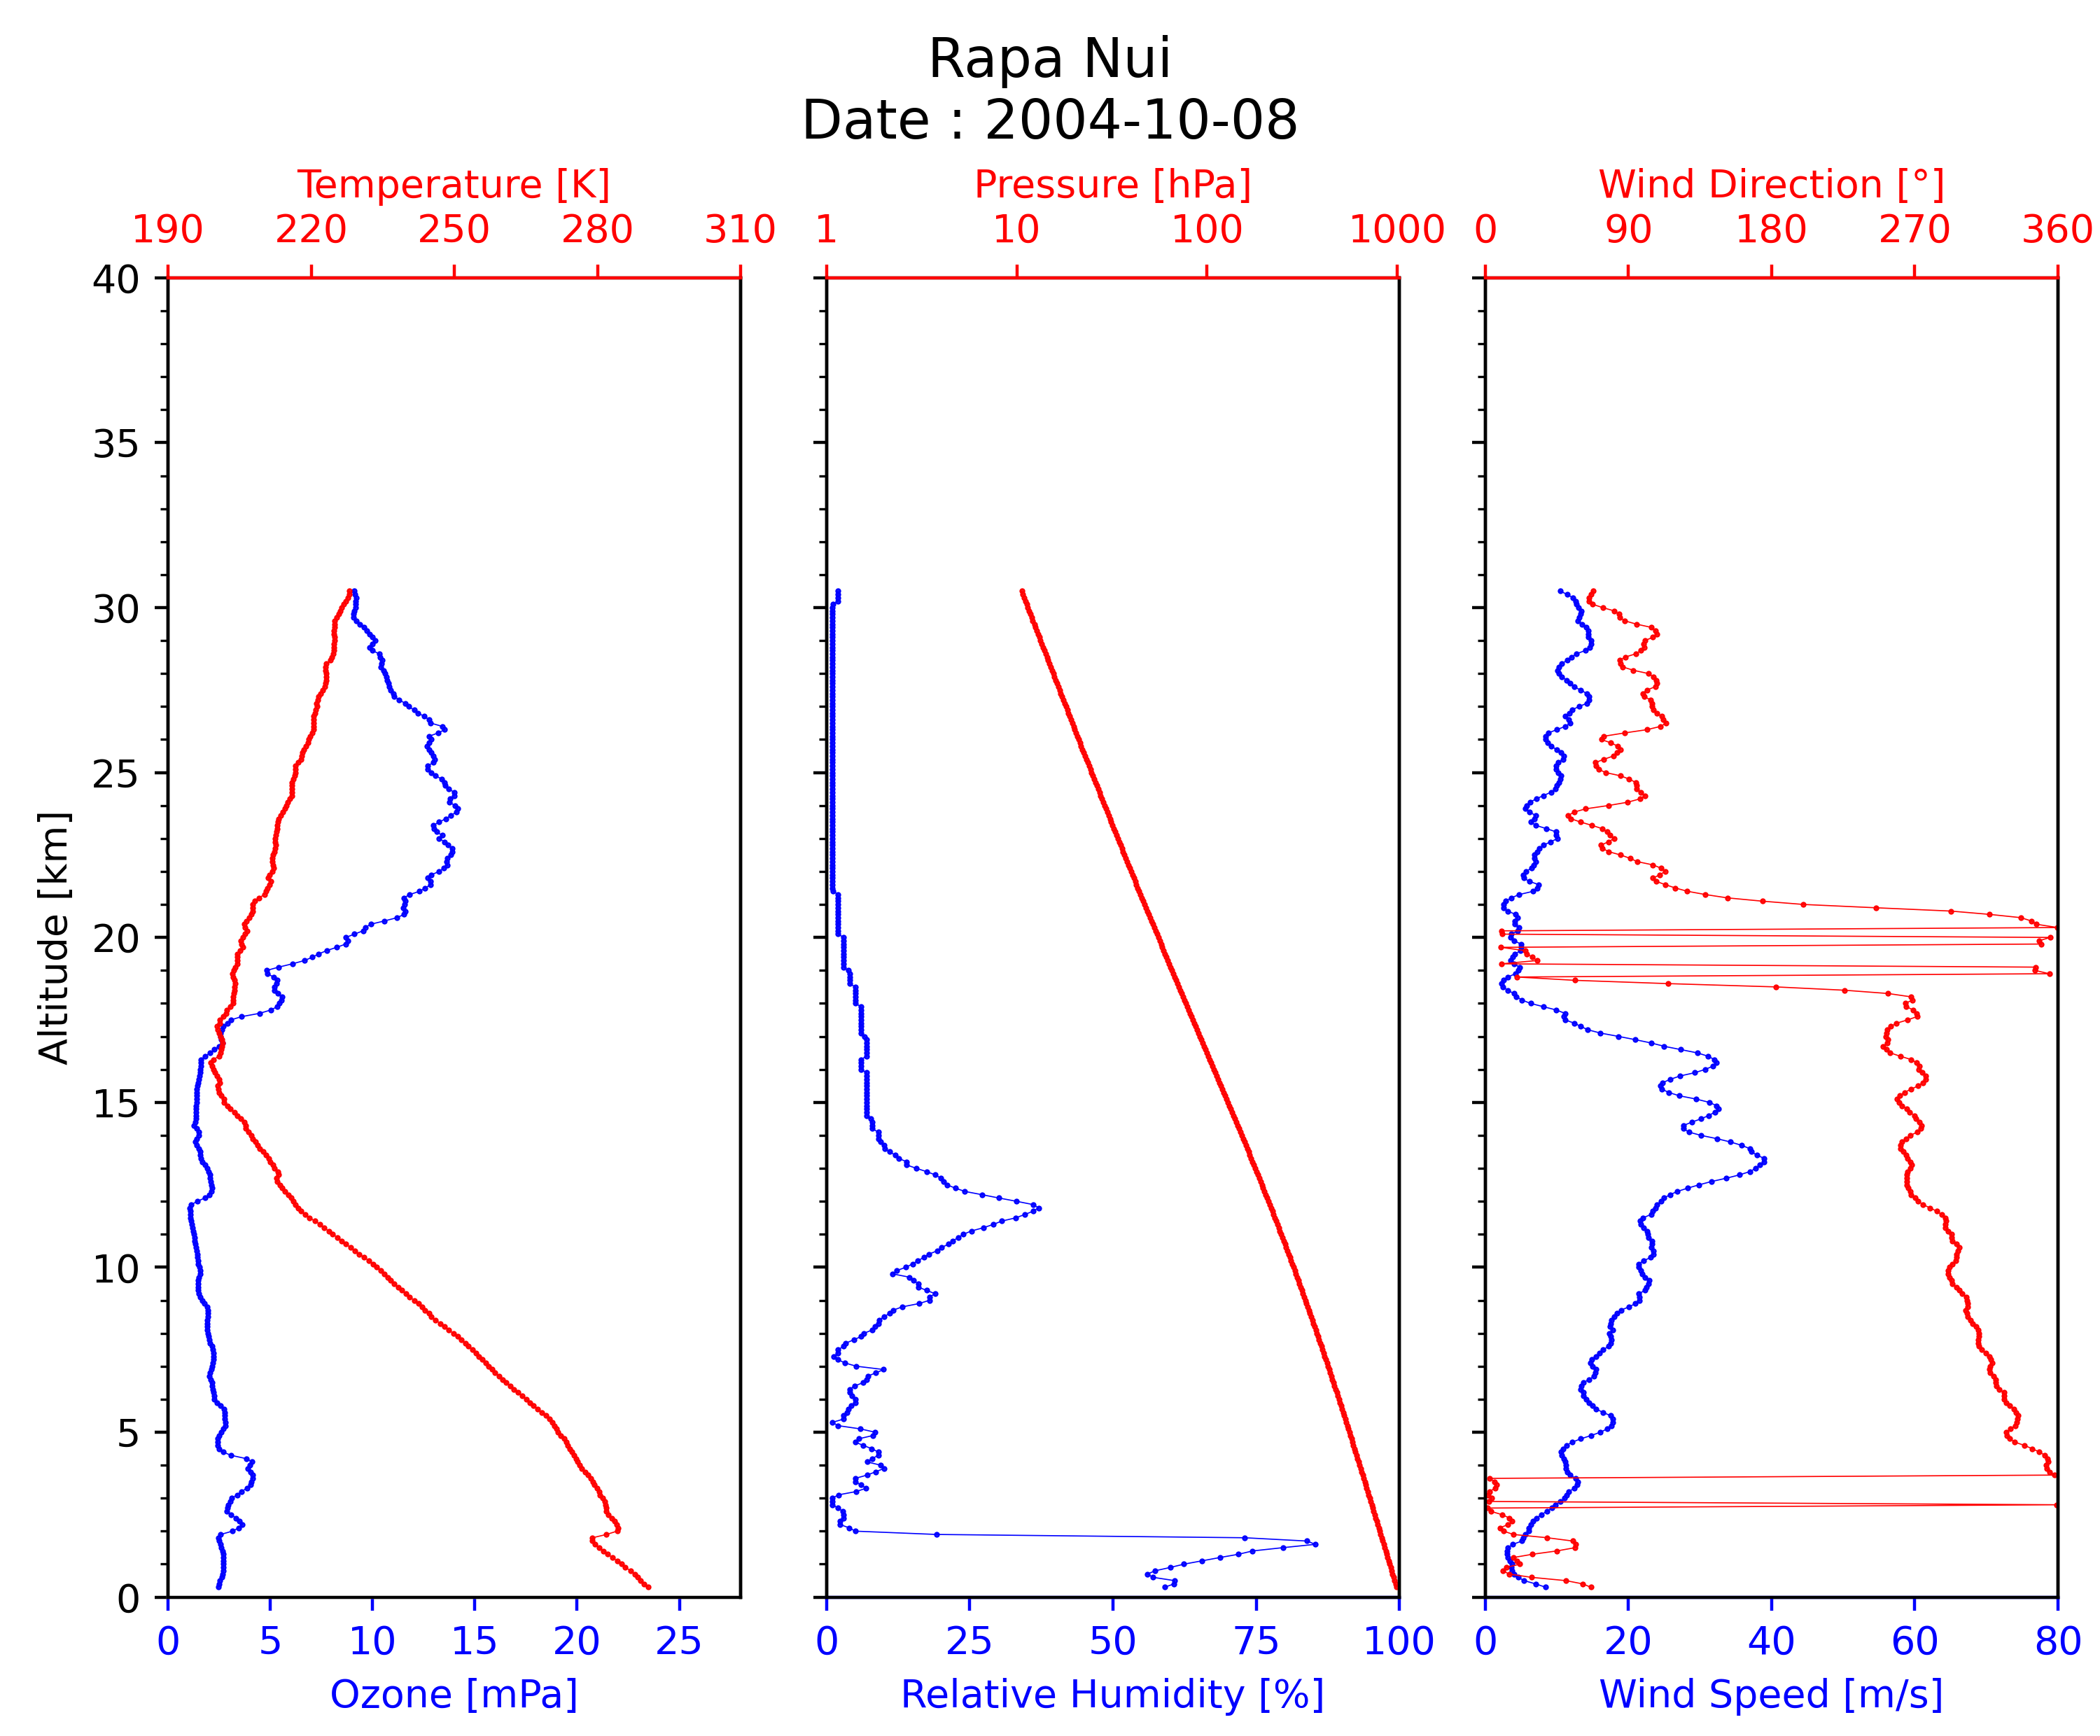 Rapa Nui
Date : 2004-10-08
Temperature [K]
190 220 250 280 310
Pressure [hPa]
1 10 100 1000
Wind Direction [°]
0 90 180 270 360
Altitude [km]
40
35
30
25
20
15
10
5
0
0 5 10 15 20 25
Ozone [mPa]
0 25 50 75 100
Relative Humidity [%]
0 20 40 60 80
Wind Speed [m/s]